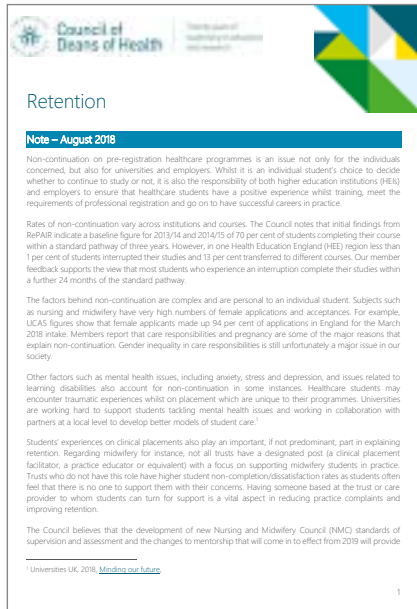 Council of
Deans of Health
Retention
Note – August 2018
Non-continuation on pre-registration healthcare programmes is an issue not only for the individuals
concerned, but also for universities and employers. Whilst it is an individual student's choice to decide
whether to continue to study or not, it is also the responsibility of both higher education institutions (HEIs)
and employers to ensure that healthcare students have a positive experience whilst training, meet the
requirements of professional registration and go on to have successful careers in practice.
Rates of non-continuation vary across institutions and courses. The Council notes that initial findings from
RePAIR indicate a baseline figure for 2013/14 and 2014/15 of 70 per cent of students completing their course
within a standard pathway of three years. However, in one Health Education England (HEE) region less than
1 per cent of students interrupted their studies and 13 per cent transferred to different courses. Our member
feedback supports the view that most students who experience an interruption complete their studies within
a further 24 months of the standard pathway.
The factors behind non-continuation are complex and are personal to an individual student. Subjects such
as nursing and midwifery have very high numbers of female applications and acceptances. For example,
UCAS figures show that female applicants made up 94 per cent of applications in England for the March
2018 intake. Members report that care responsibilities and pregnancy are some of the major reasons that
explain non-continuation. Gender inequality in care responsibilities is still unfortunately a major issue in our
society.
Other factors such as mental health issues, including anxiety, stress and depression, and issues related to
learning disabilities also account for non-continuation in some instances. Healthcare students may
encounter traumatic experiences whilst on placement which are unique to their programmes. Universities
are working hard to support students tackling mental health issues and working in collaboration with
partners at a local level to develop better models of student care.1
Students' experiences on clinical placements also play an important, if not predominant, part in explaining
retention. Regarding midwifery for instance, not all trusts have a designated post (a clinical placement
facilitator, a practice educator or equivalent) with a focus on supporting midwifery students in practice.
Trusts who do not have this role have higher student non-completion/dissatisfaction rates as students often
feel that there is no one to support them with their concerns. Having someone based at the trust or care
provider to whom students can turn for support is a vital aspect in reducing practice complaints and
improving retention.
The Council believes that the development of new Nursing and Midwifery Council (NMC) standards of
supervision and assessment and the changes to mentorship that will come in to effect from 2019 will provide
1 Universities UK, 2018, Minding our future.
1